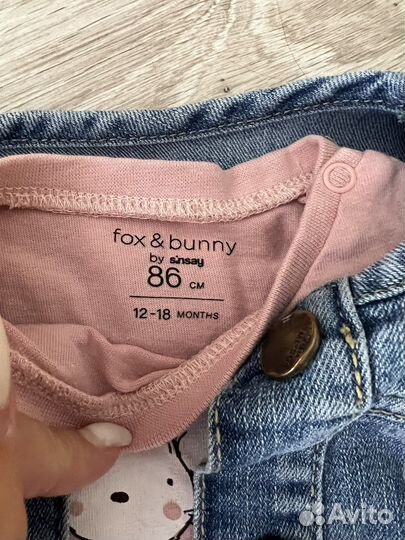 fox & bunny
by sinsay
86 CM
12-18 MONTHS
Avito